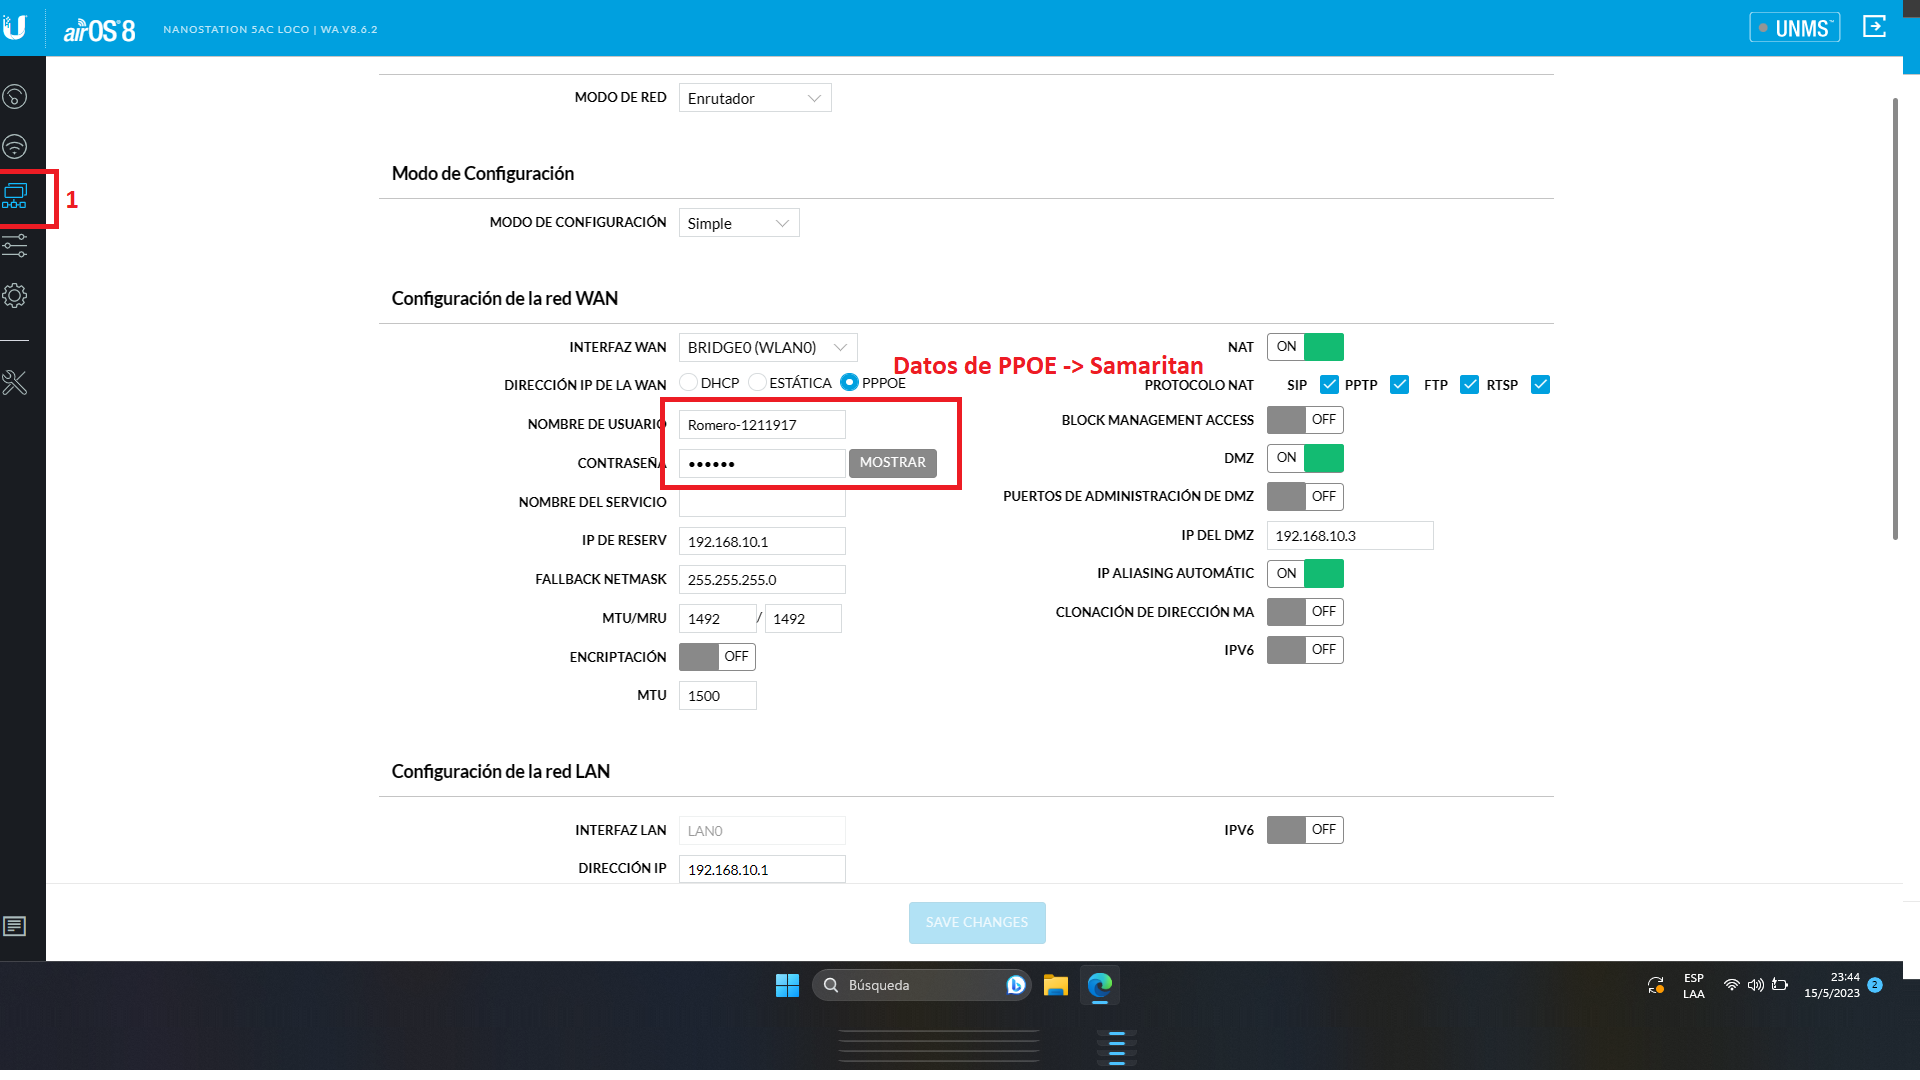 airOS 8
NANOSTATION 5AC LOCO | WA.V8.6.2
UNMS
MODO DE RED
Enrutador
1
Modo de Configuración
MODO DE CONFIGURACIÓN
Simple
Configuración de la red WAN
INTERFAZ WAN
BRIDGE0 (WLAN0)
NAT
ON
Datos de PPOE -> Samaritan
DIRECCIÓN IP DE LA WAN
DHCP
ESTÁTICA
PPPOE
PROTOCOLO NAT
SIP
PPTP
FTP
RTSP
NOMBRE DE USUARIO
Romero-1211917
BLOCK MANAGEMENT ACCESS
OFF
CONTRASEÑA
••••••
MOSTRAR
DMZ
ON
NOMBRE DEL SERVICIO
PUERTOS DE ADMINISTRACIÓN DE DMZ
OFF
IP DE RESERV
192.168.10.1
IP DEL DMZ
192.168.10.3
FALLBACK NETMASK
255.255.255.0
IP ALIASING AUTOMÁTIC
ON
MTU/MRU
1492 / 1492
CLONACIÓN DE DIRECCIÓN MA
OFF
ENCRIPTACIÓN
OFF
IPV6
OFF
MTU
1500
Configuración de la red LAN
INTERFAZ LAN
LAN0
IPV6
OFF
DIRECCIÓN IP
192.168.10.1
SAVE CHANGES
Búsqueda
ESP
LAA
23:44
15/5/2023
2